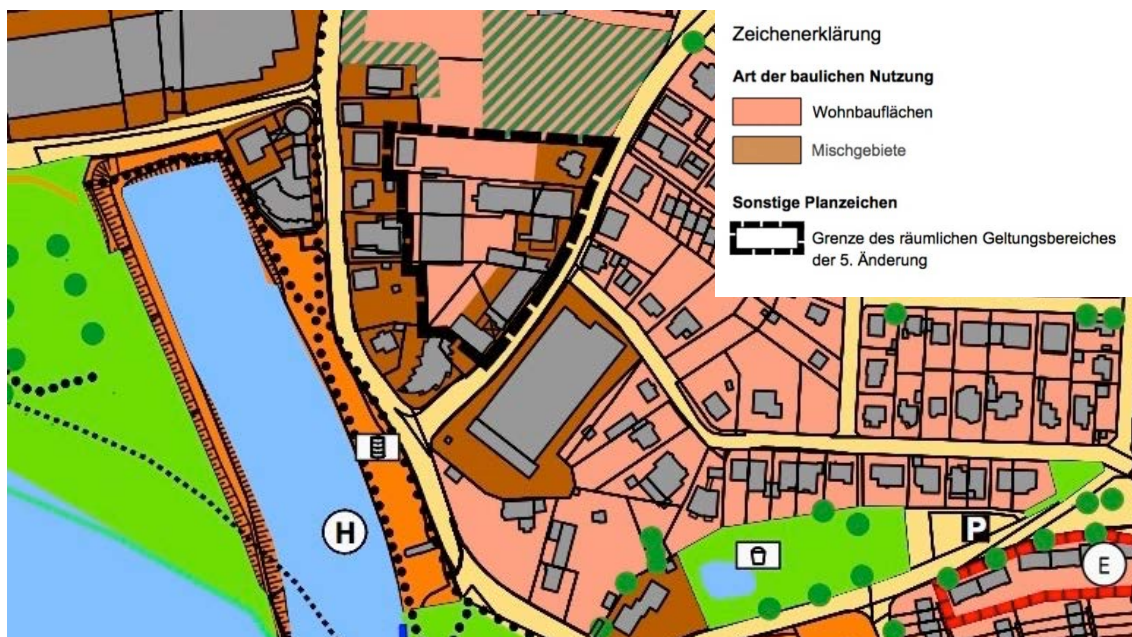 Zeichenerklärung
Art der baulichen Nutzung
Wohnbauflächen
Mischgebiete
Sonstige Planzeichen
Grenze des räumlichen Geltungsbereiches
der 5. Änderung
H
P
E